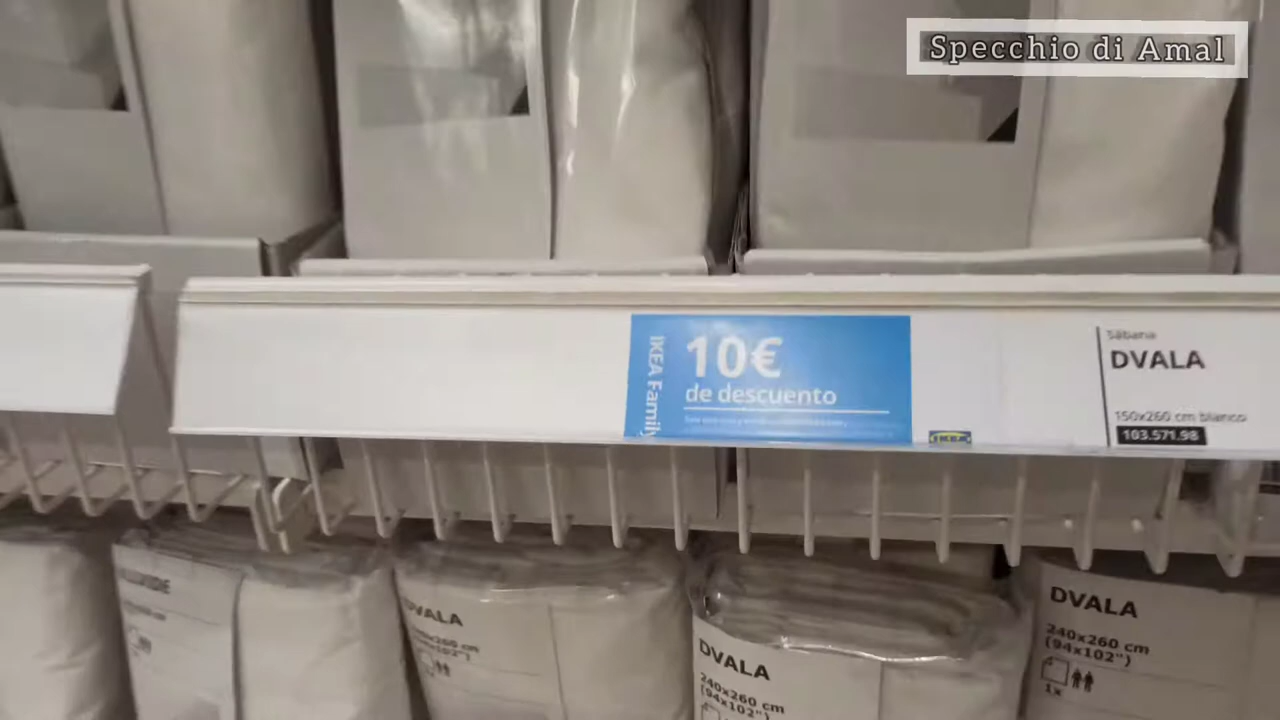 Specchio di Amal
IKEA Family
10€
de descuento
IKEA
Sábana
DVALA
150x260 cm blanco
103.571.98
DVALA
DVALA
240x260 cm
(94x102")
DVALA
240x260 cm
(94x102")
1x